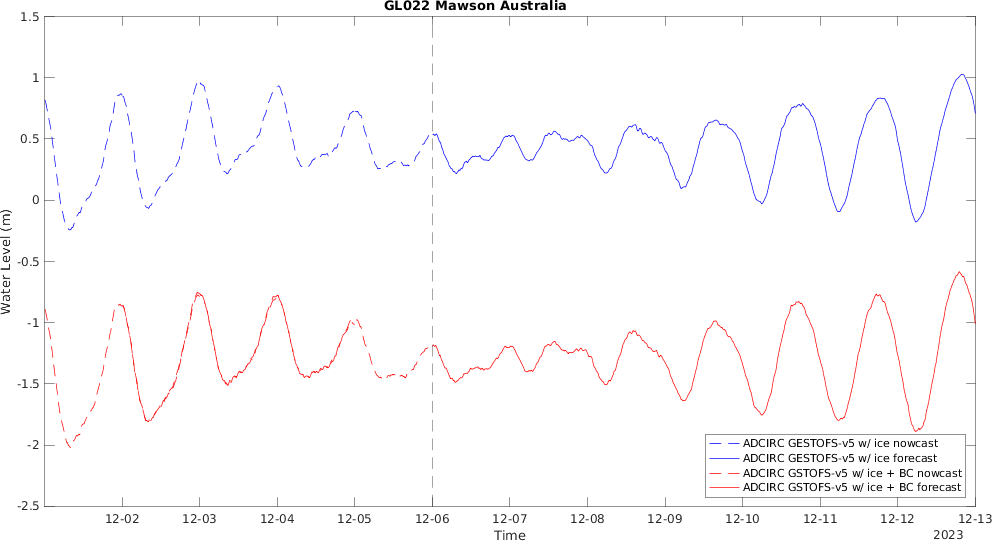 GL022 Mawson Australia
1.5
1
0.5
0
-0.5
-1
-1.5
-2
-2.5
Water Level (m)
ADCIRC GESTOFS-v5 w/ ice nowcast
ADCIRC GESTOFS-v5 w/ ice forecast
ADCIRC GSTOFS-v5 w/ ice + BC nowcast
ADCIRC GSTOFS-v5 w/ ice + BC forecast
12-02 12-03 12-04 12-05 12-06 12-07 12-08 12-09 12-10 12-11 12-12 12-13
Time
2023